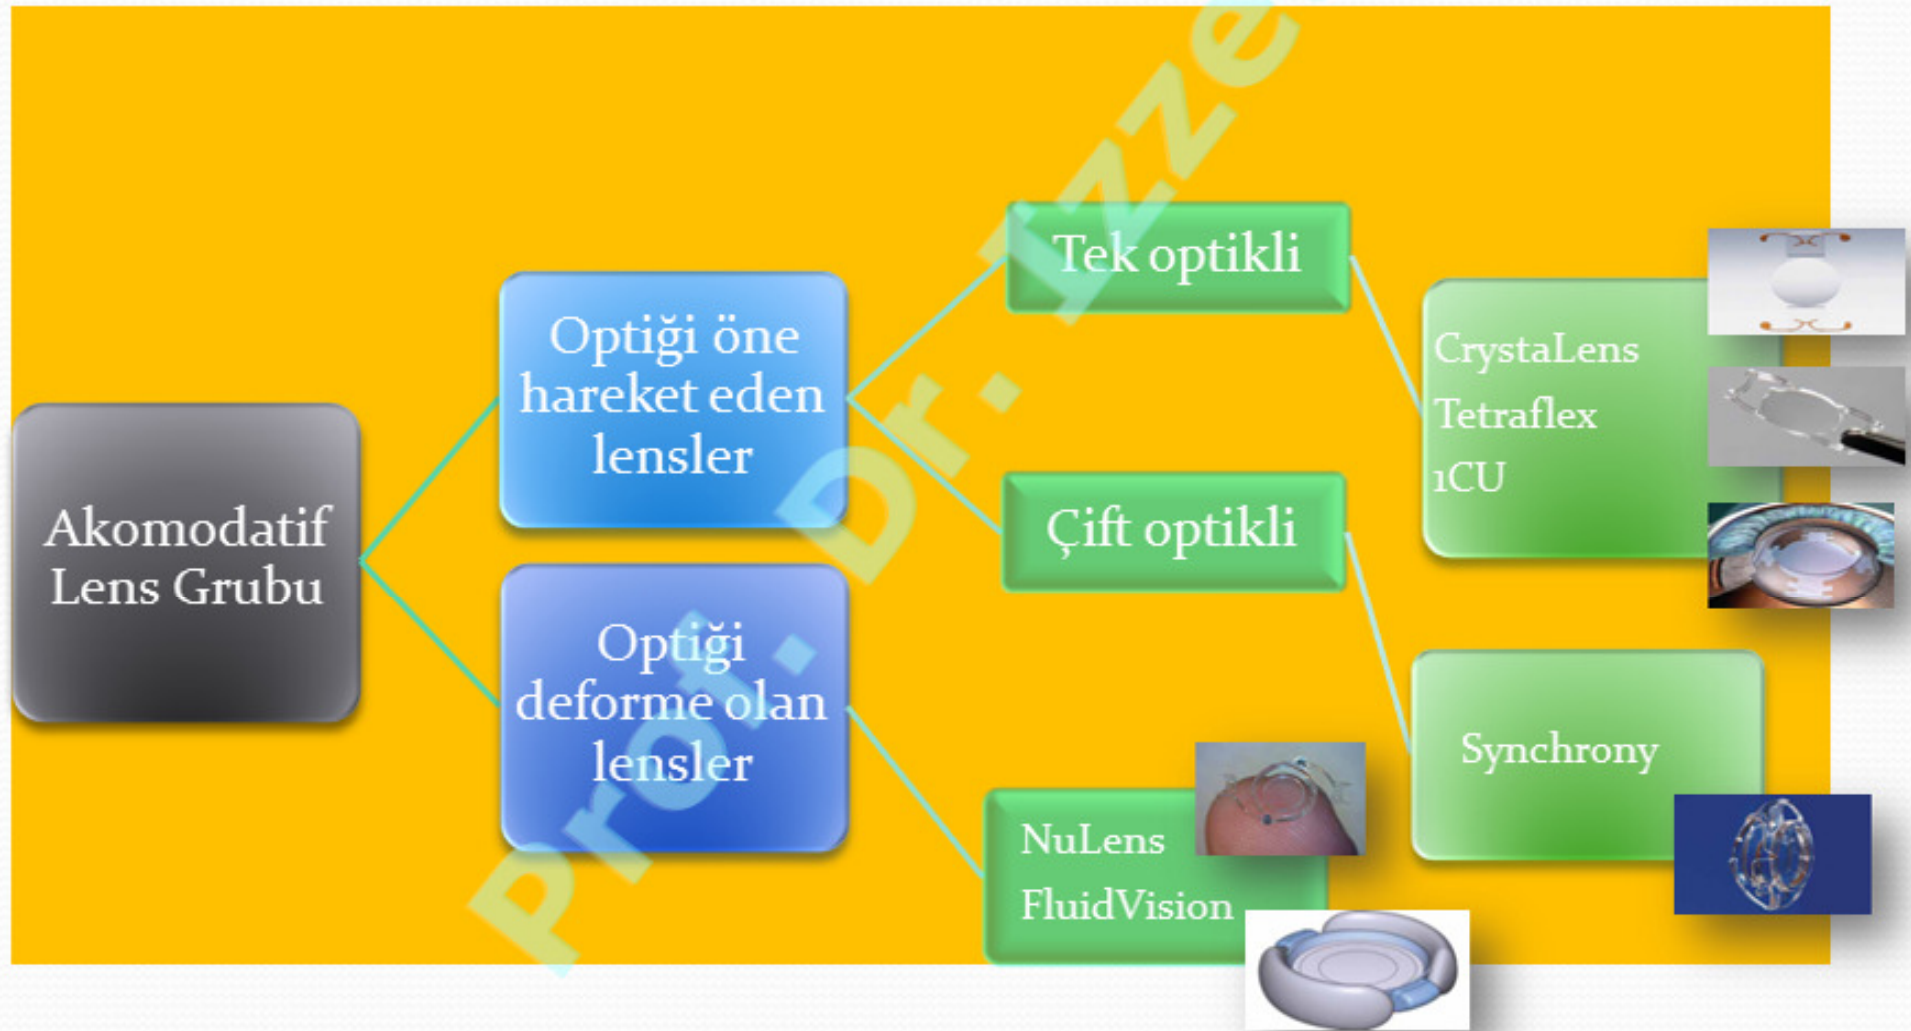 Akomodatif
Lens Grubu
Optiği öne
hareket eden
lensler
Optiği
deforme olan
lensler
Tek optikli
Çift optikli
CrystaLens
Tetraflex
1CU
Synchrony
NuLens
FluidVision
Prof. Dr. İzze